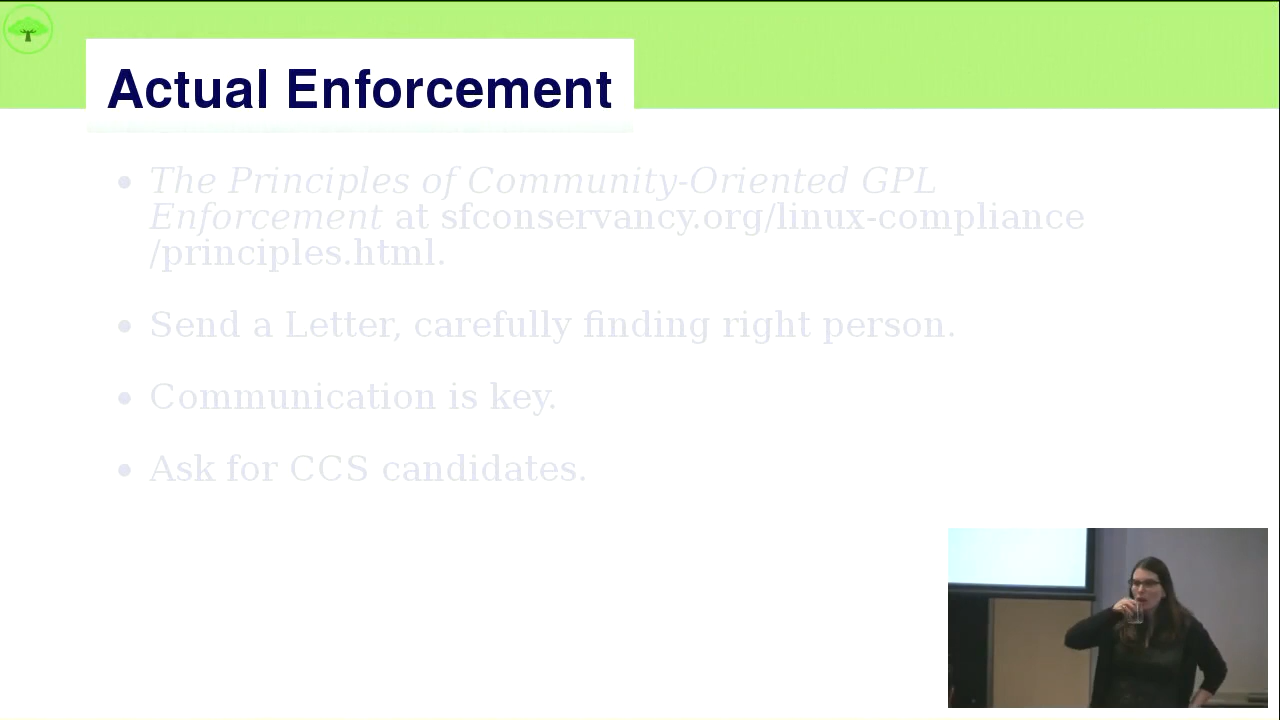 Actual Enforcement
• The Principles of Community-Oriented GPL
Enforcement at sfconservancy.org/linux-compliance
/principles.html.
• Send a Letter, carefully finding right person.
• Communication is key.
• Ask for CCS candidates.